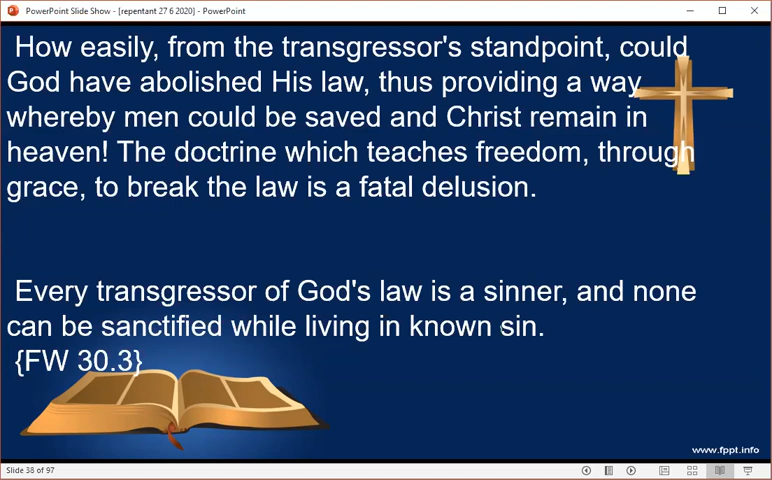 PowerPoint Slide Show - [repentant 27 6 2020] - PowerPoint
How easily, from the transgressor's standpoint, could
God have abolished His law, thus providing a way
whereby men could be saved and Christ remain in
heaven! The doctrine which teaches freedom, through
grace, to break the law is a fatal delusion.
Every transgressor of God's law is a sinner, and none
can be sanctified while living in known sin.
{FW 30.3}
www.fppt.info
Slide 38 of 97